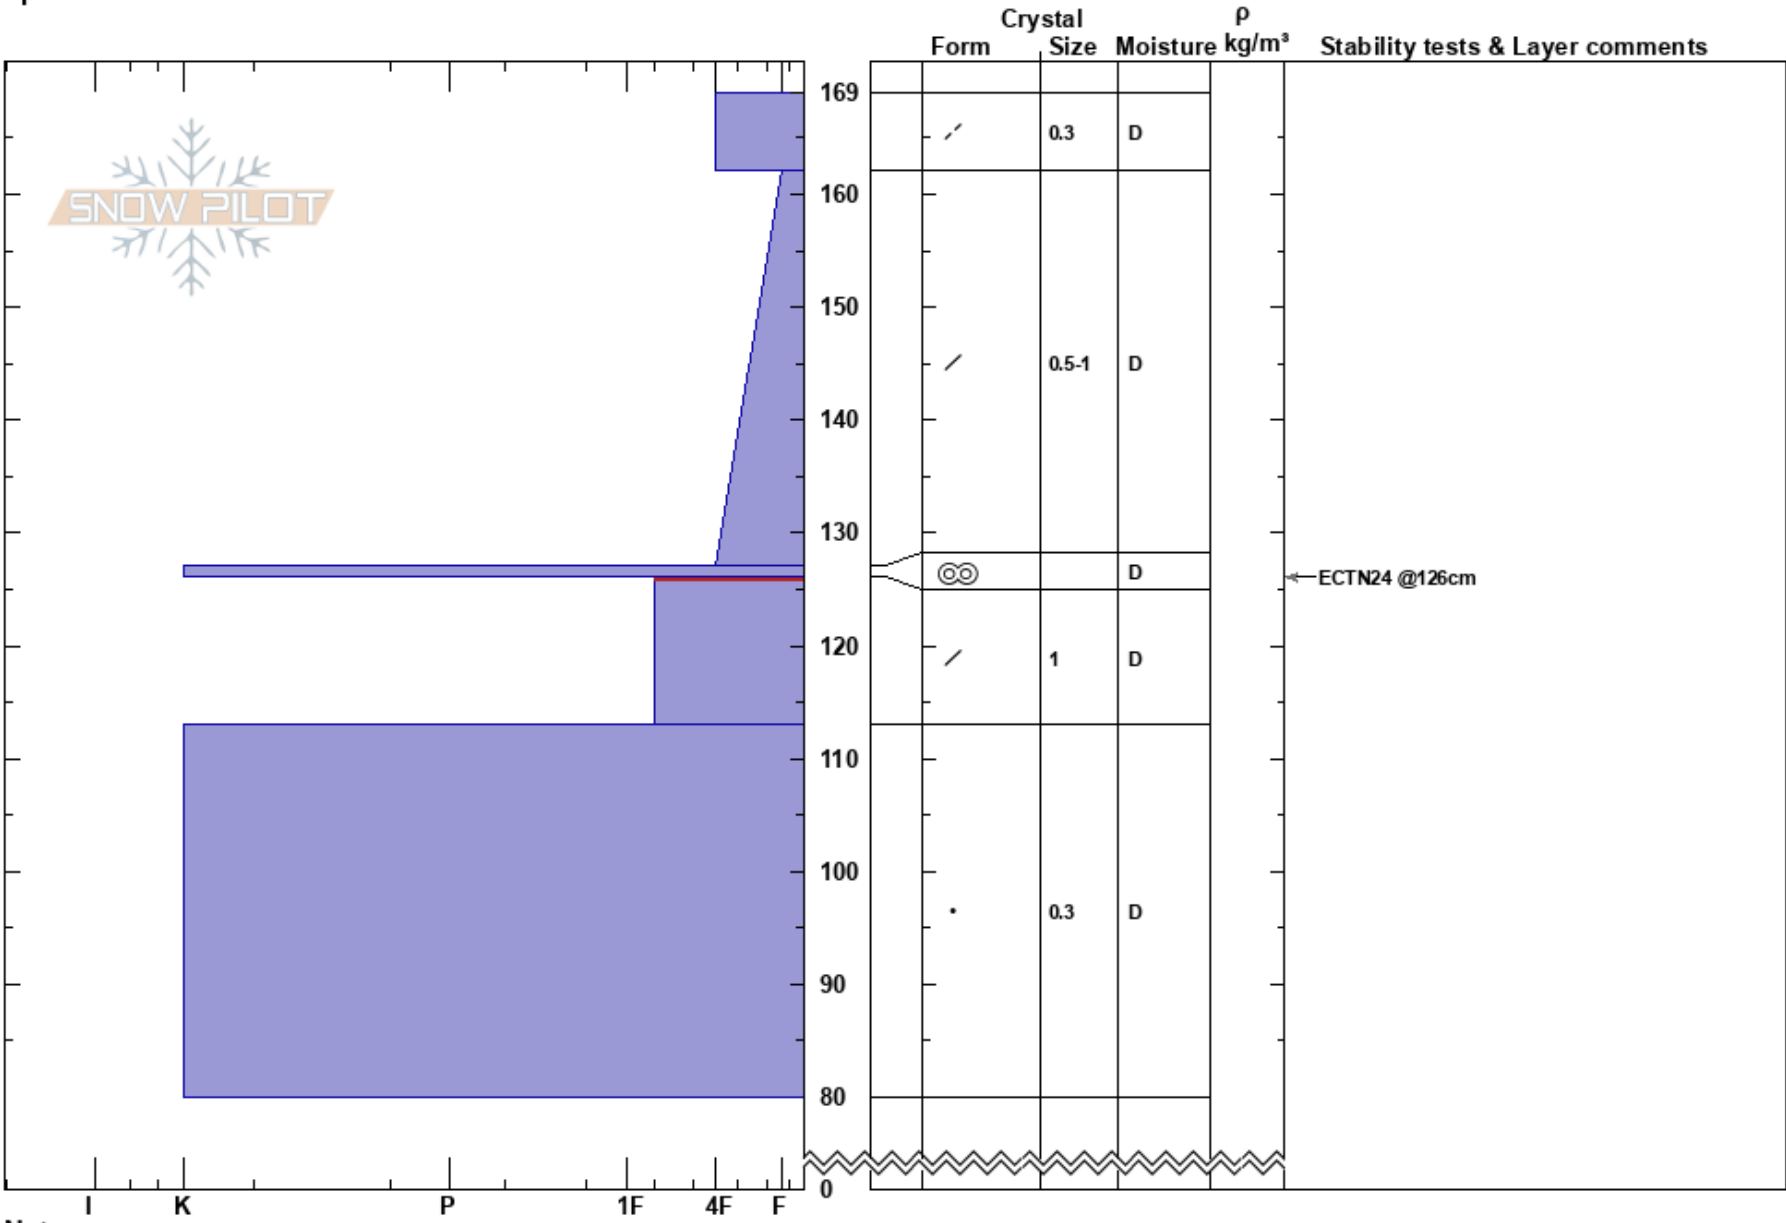 Crystal ρ
Form Size Moisture kg/m³ Stability tests & Layer comments
169
0.3 D
SNOW PILOT
160
150
0.5-1 D
140
130
D
ECTN24 @126cm
120
1 D
110
100
0.3 D
90
80
0
I K P 1F 4F F